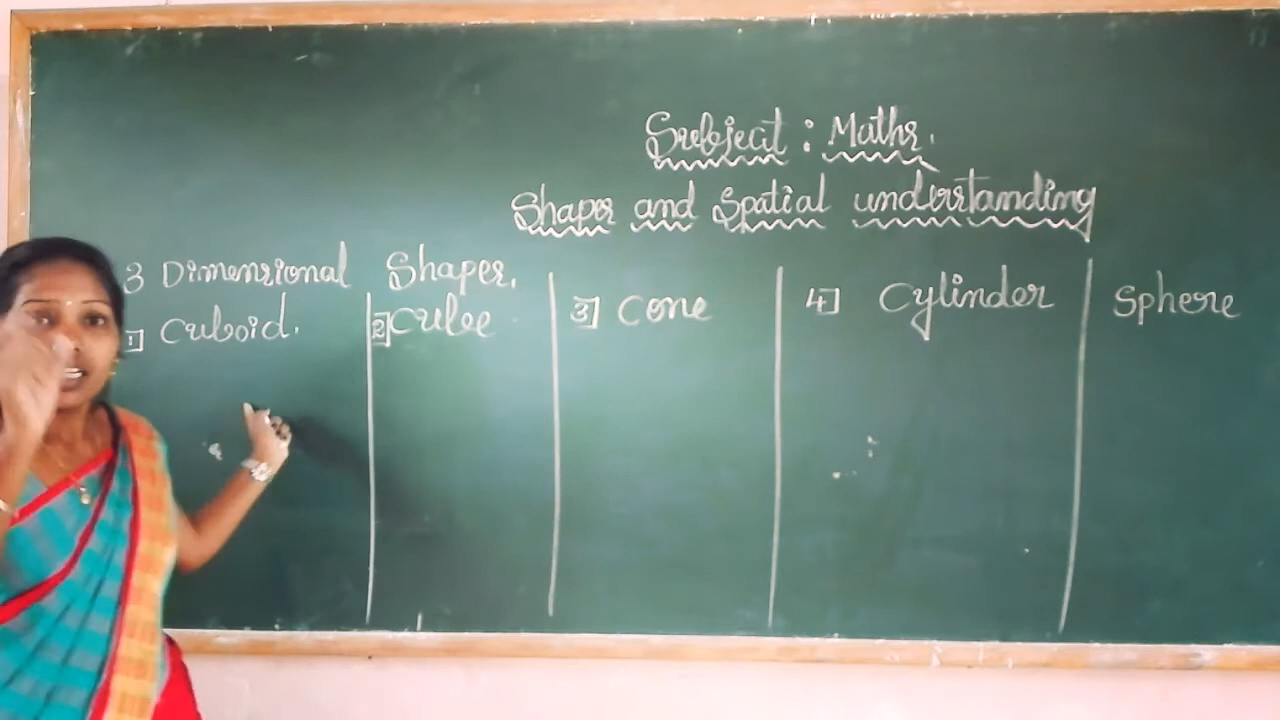 Subject : Maths.
Shapes and Spatial understanding
3 Dimensional Shapes.
1 Cuboid. 2 Cube 3 Cone 4 Cylinder Sphere